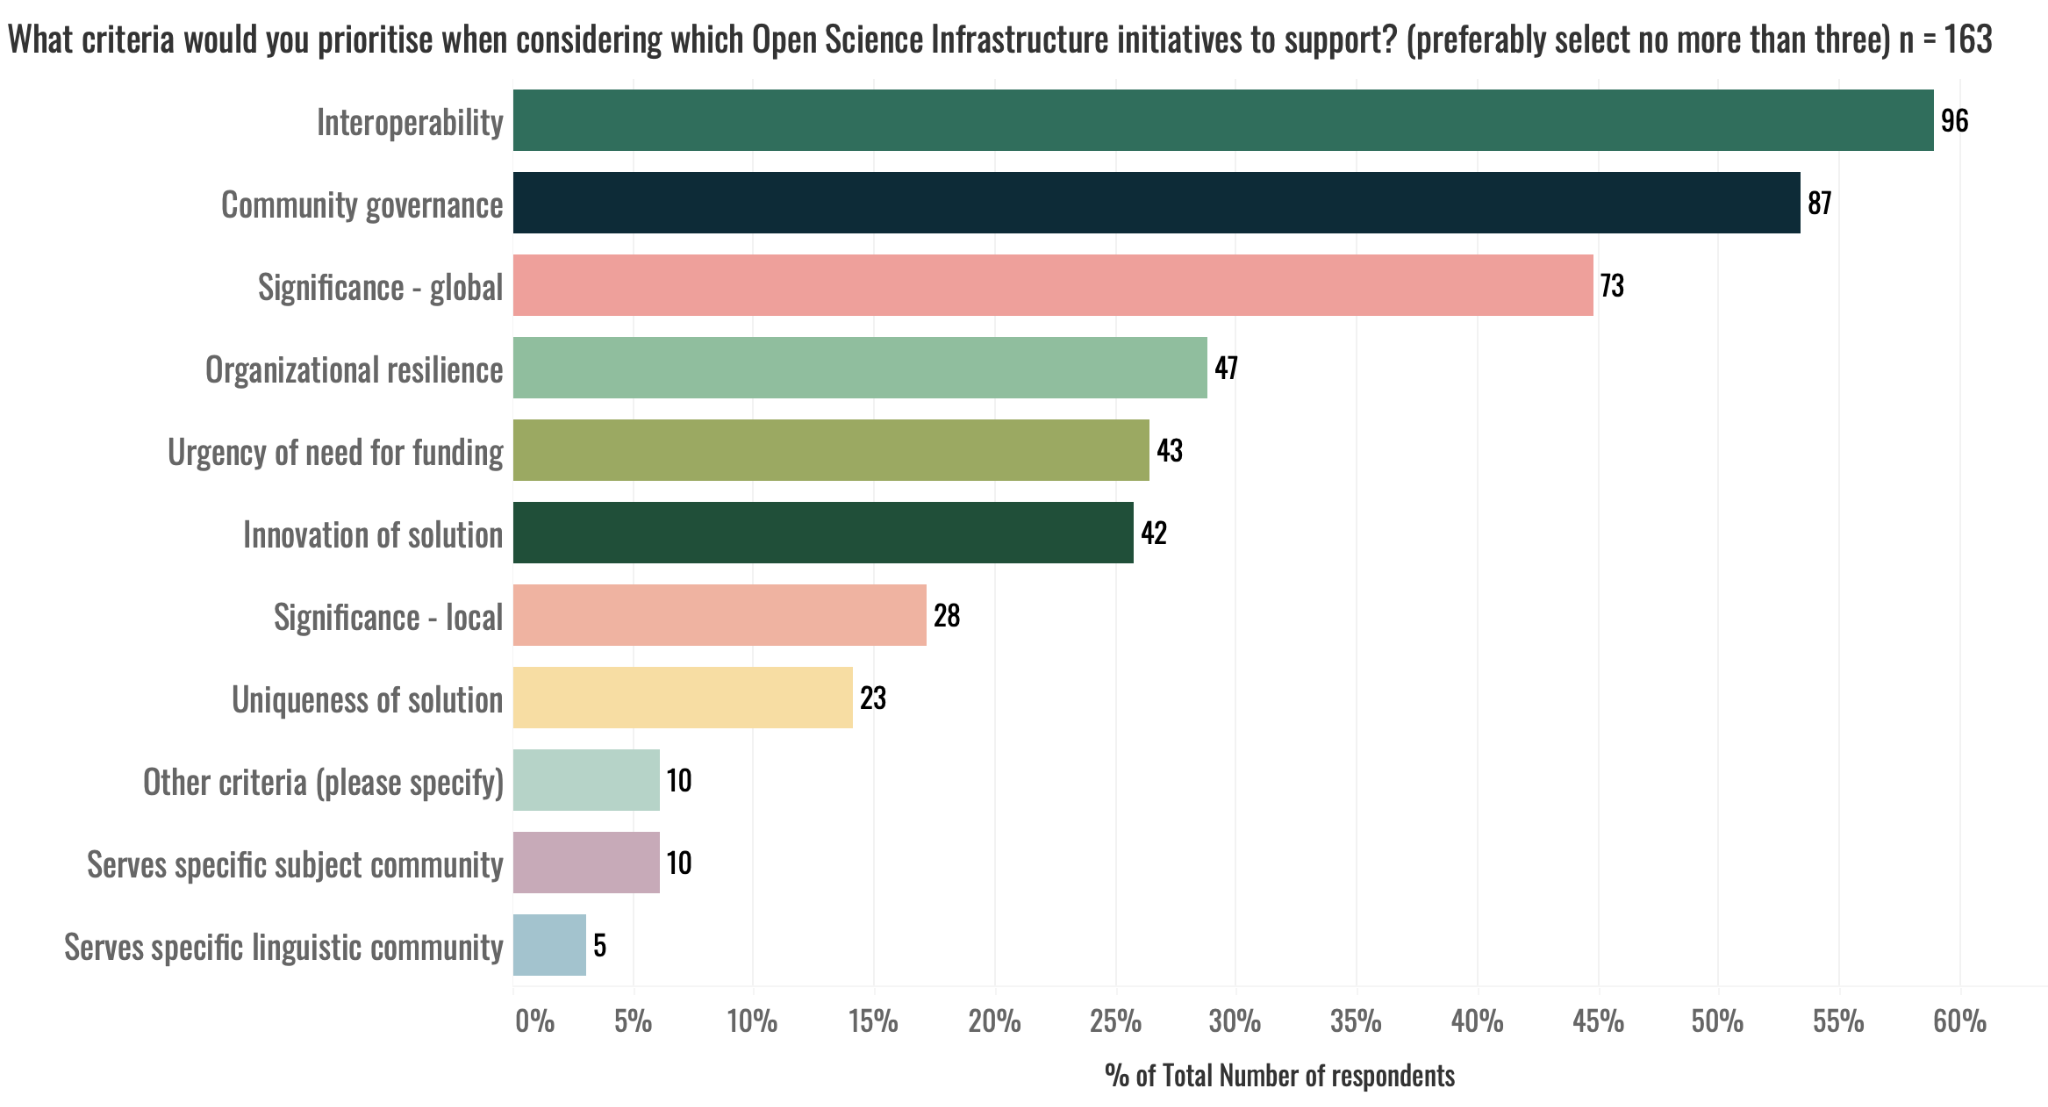 What criteria would you prioritise when considering which Open Science Infrastructure initiatives to support? (preferably select no more than three) n = 163
Interoperability 96
Community governance 87
Significance - global 73
Organizational resilience 47
Urgency of need for funding 43
Innovation of solution 42
Significance - local 28
Uniqueness of solution 23
Other criteria (please specify) 10
Serves specific subject community 10
Serves specific linguistic community 5
0% 5% 10% 15% 20% 25% 30% 35% 40% 45% 50% 55% 60%
% of Total Number of respondents